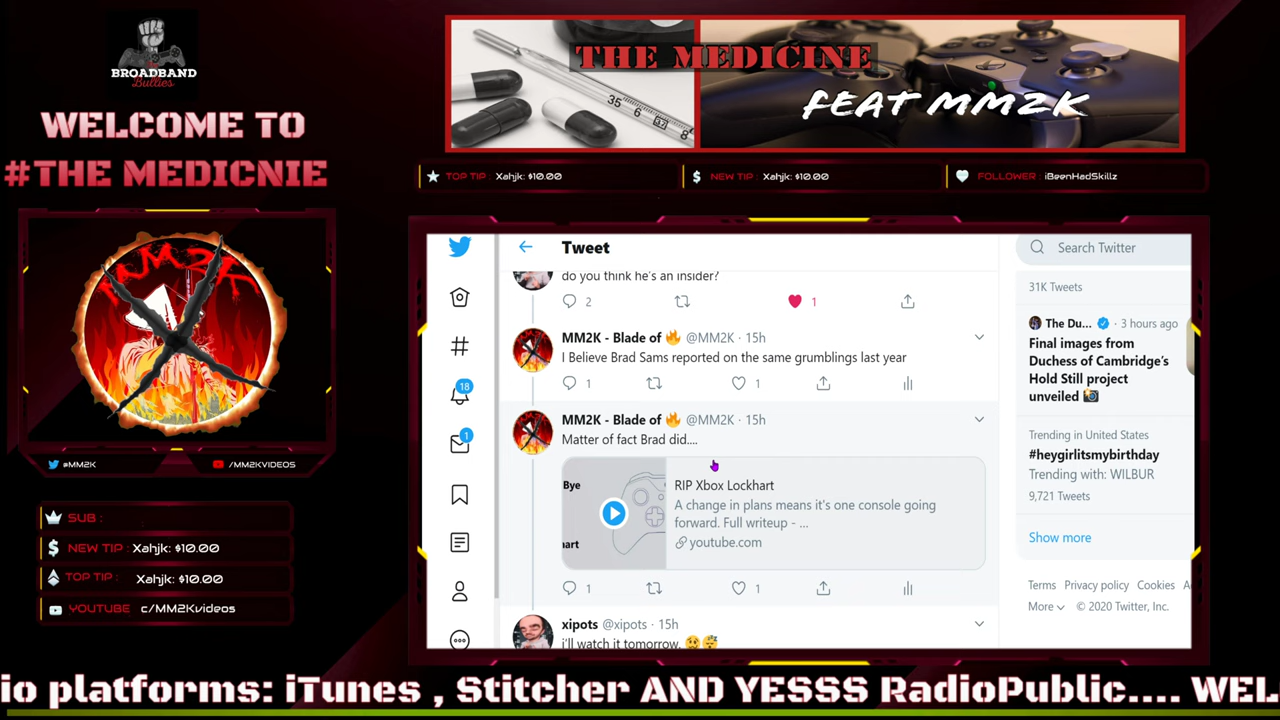 BROADBAND
Bullies
WELCOME TO
#THE MEDICNIE
MM2K
@MM2K
/MM2KVIDEOS
SUB :
NEW TIP : Xahjk: $10.00
TOP TIP : Xahjk: $10.00
YOUTUBE c/MM2Kvideos
THE MEDICINE
FEAT MM2K
35
6
37
8
TOP TIP : Xahjk: $10.00
NEW TIP : Xahjk: $10.00
FOLLOWER : iBeenHadSkillz
Tweet
do you think he's an insider?
2
1
MM2K - Blade of 🔥 @MM2K · 15h
I Believe Brad Sams reported on the same grumblings last year
1
1
MM2K - Blade of 🔥 @MM2K · 15h
Matter of fact Brad did....
Bye
hart
RIP Xbox Lockhart
A change in plans means it's one console going
forward. Full writeup - ...
youtube.com
1
1
xipots @xipots · 15h
i'll watch it tomorrow. 🥴😴
18
1
Search Twitter
31K Tweets
The Du... · 3 hours ago
Final images from
Duchess of Cambridge's
Hold Still project
unveiled 📸
Trending in United States
#heygirlitsmybirthday
Trending with: WILBUR
9,721 Tweets
Show more
Terms Privacy policy Cookies A
More © 2020 Twitter, Inc.
io platforms: iTunes , Stitcher AND YESSS RadioPublic.... WEL